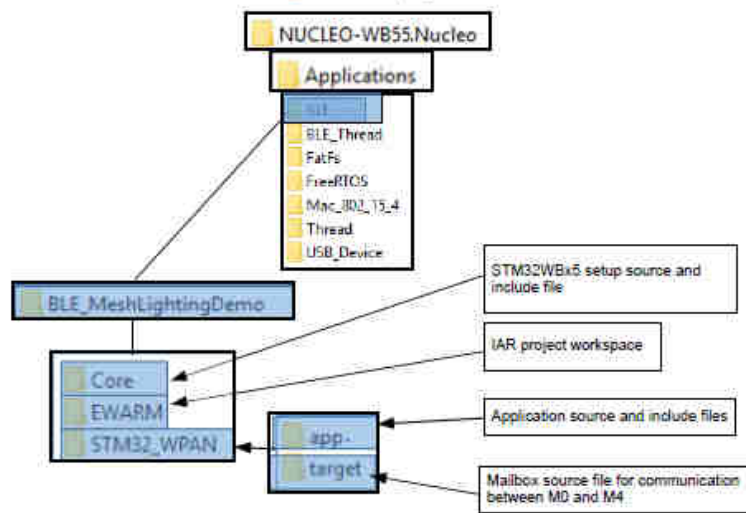 NUCLEO-WB55.Nucleo
Applications
BLE_Thread
FatFs
FreeRTOS
Mac_802_15_4
Thread
USB_Device
BLE_MeshLightingDemo
Core
EWARM
STM32_WPAN
app
target
STM32WBx5 setup source and
include file
IAR project workspace
Application source and include files
Mailbox source file for communication
between M0 and M4